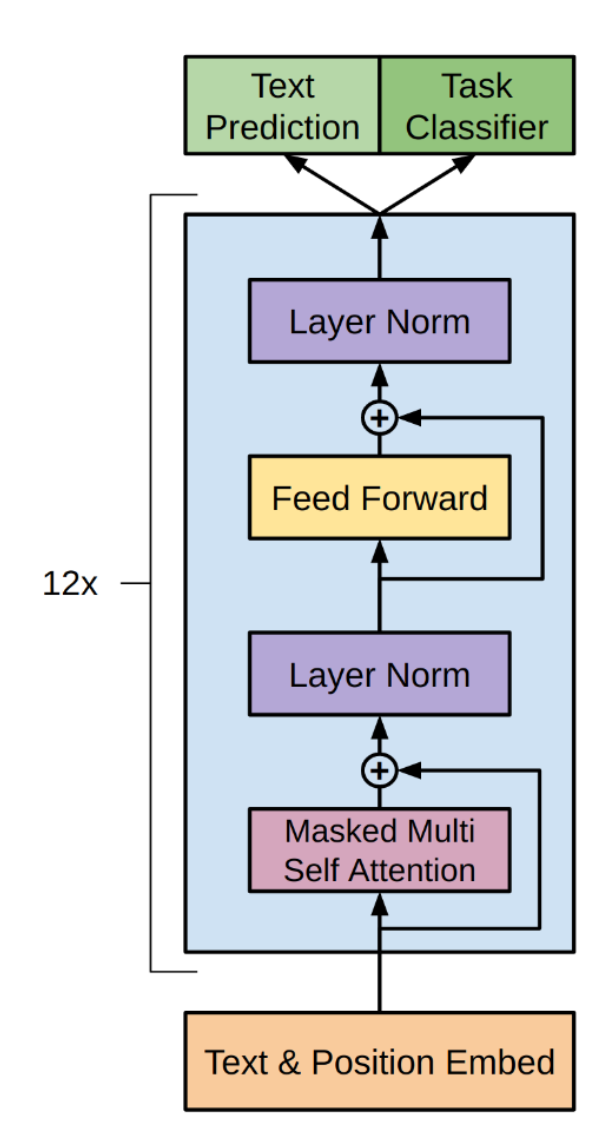 Text
Prediction
Task
Classifier
Layer Norm
+
Feed Forward
12x
Layer Norm
+
Masked Multi
Self Attention
Text & Position Embed